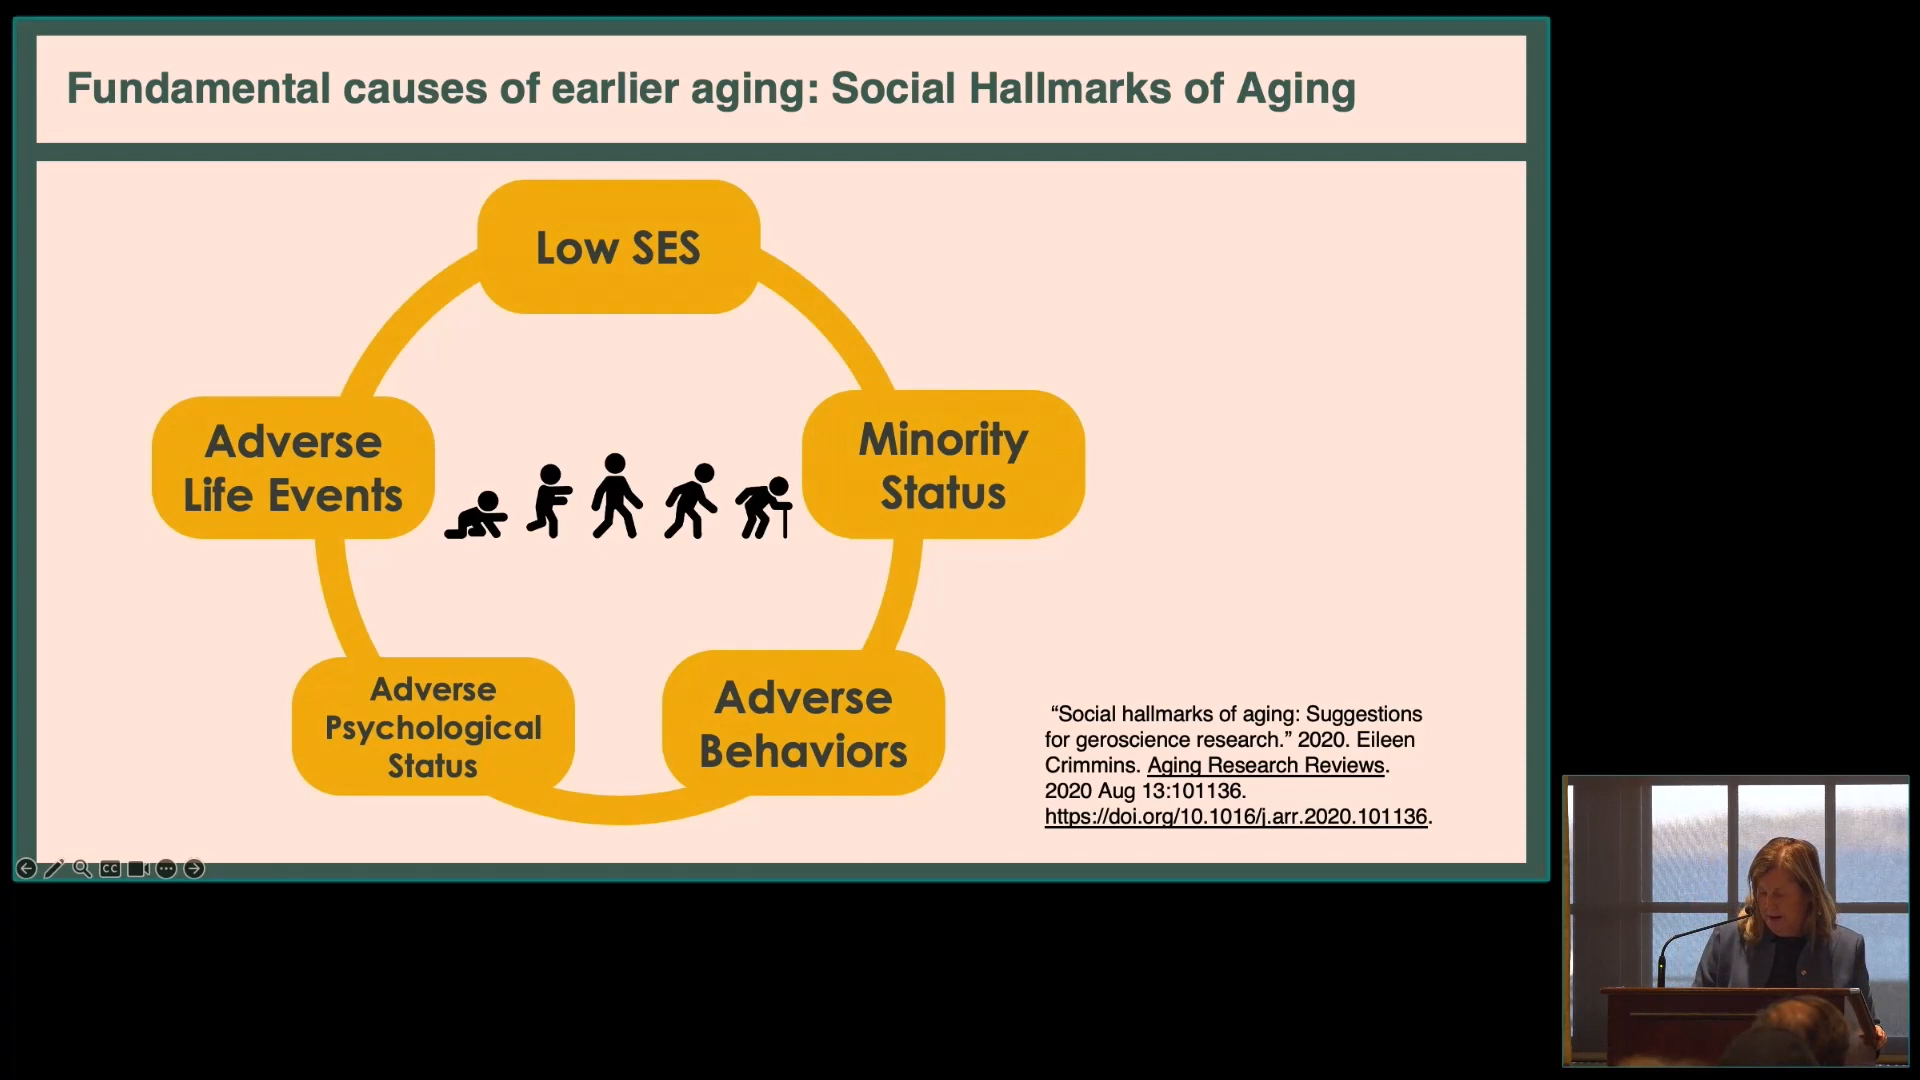 Fundamental causes of earlier aging: Social Hallmarks of Aging
Low SES
Adverse
Life Events
Minority
Status
Adverse
Psychological
Status
Adverse
Behaviors
“Social hallmarks of aging: Suggestions
for geroscience research.” 2020. Eileen
Crimmins. Aging Research Reviews.
2020 Aug 13:101136.
https://doi.org/10.1016/j.arr.2020.101136.
CC